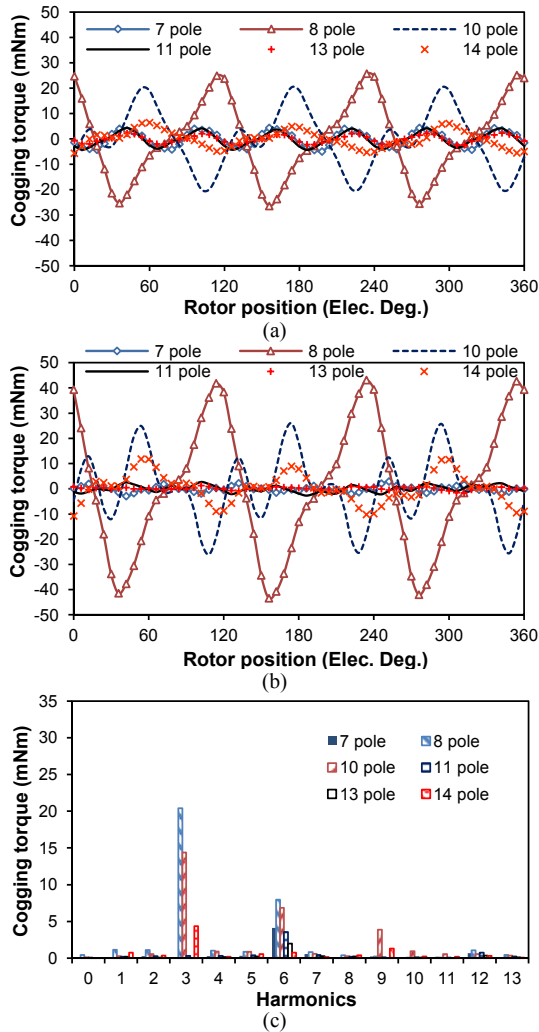 7 pole 8 pole 10 pole
11 pole 13 pole 14 pole
Cogging torque (mNm)
50
40
30
20
10
0
-10
-20
-30
-40
-50
0 60 120 180 240 300 360
Rotor position (Elec. Deg.)
(a)
7 pole 8 pole 10 pole
11 pole 13 pole 14 pole
Cogging torque (mNm)
50
40
30
20
10
0
-10
-20
-30
-40
-50
0 60 120 180 240 300 360
Rotor position (Elec. Deg.)
(b)
Cogging torque (mNm)
35
30
25
20
15
10
5
0
7 pole 8 pole
10 pole 11 pole
13 pole 14 pole
0 1 2 3 4 5 6 7 8 9 10 11 12 13
Harmonics
(c)